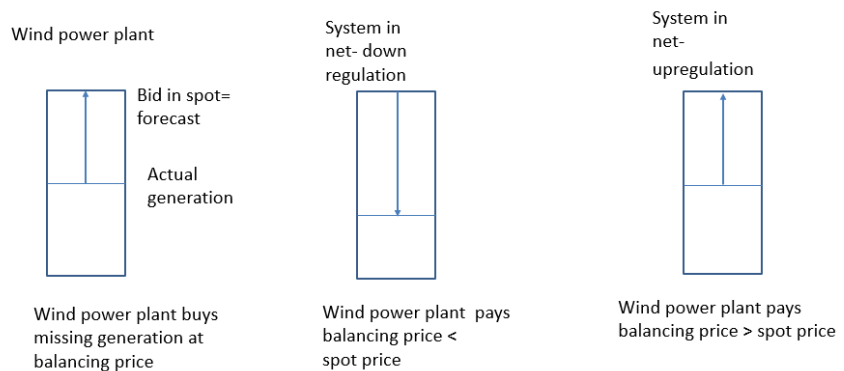 Wind power plant
Bid in spot=
forecast
Actual
generation
Wind power plant buys
missing generation at
balancing price
System in
net- down
regulation
Wind power plant  pays
balancing price <
spot price
System in
net-
upregulation
Wind power plant pays
balancing price > spot price